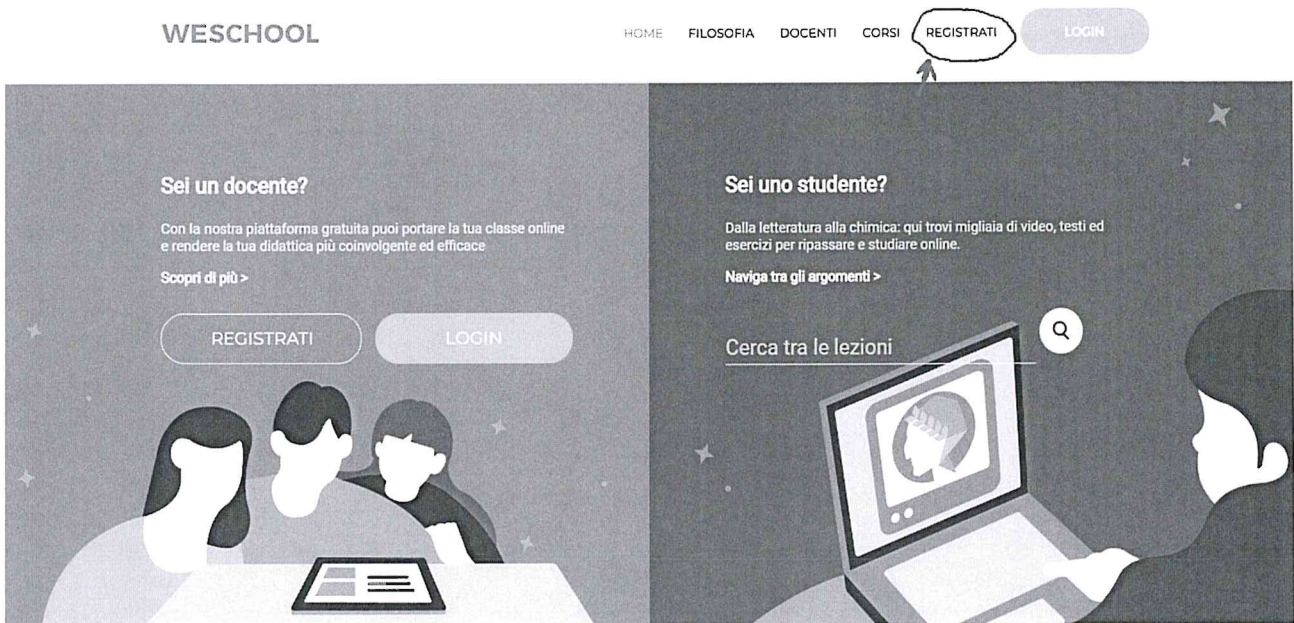 WESCHOOL
HOME FILOSOFIA DOCENTI CORSI REGISTRATI LOGIN
Sei un docente?
Con la nostra piattaforma gratuita puoi portare la tua classe online
e rendere la tua didattica più coinvolgente ed efficace
Scopri di più >
REGISTRATI LOGIN
Sei uno studente?
Dalla letteratura alla chimica: qui trovi migliaia di video, testi ed
esercizi per ripassare e studiare online.
Naviga tra gli argomenti >
Cerca tra le lezioni